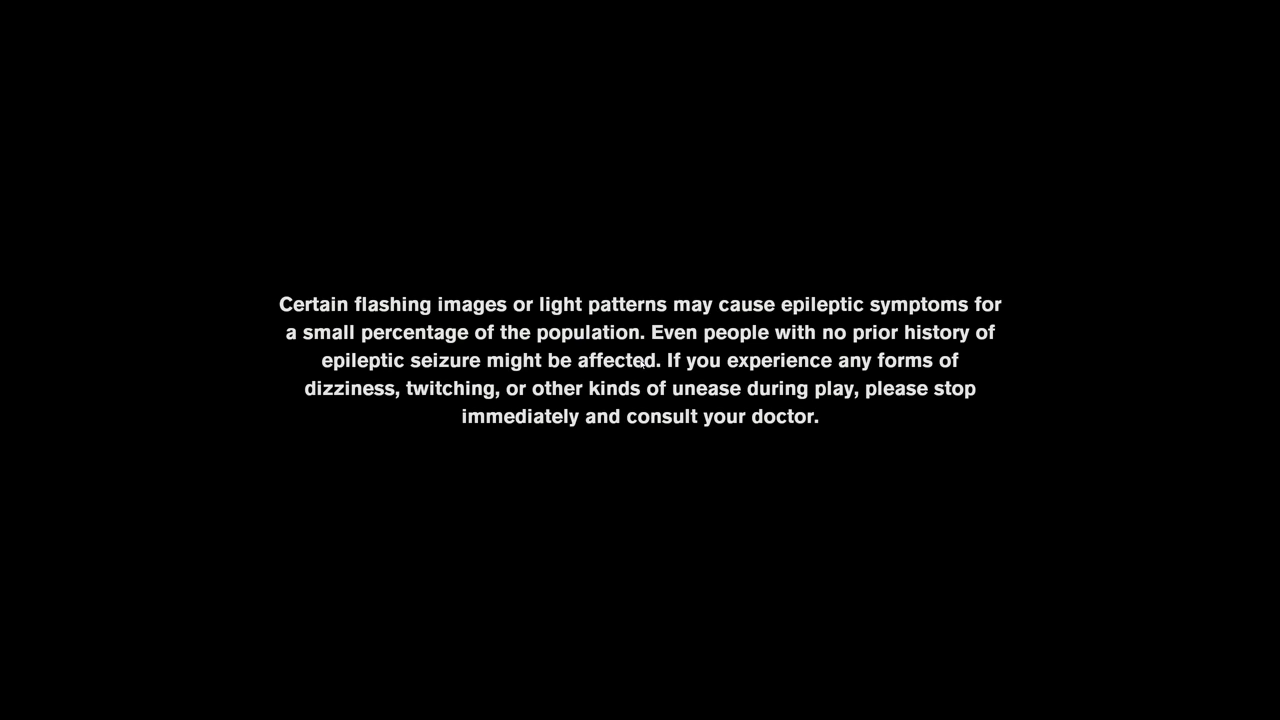 Certain flashing images or light patterns may cause epileptic symptoms for
a small percentage of the population. Even people with no prior history of
epileptic seizure might be affected. If you experience any forms of
dizziness, twitching, or other kinds of unease during play, please stop
immediately and consult your doctor.